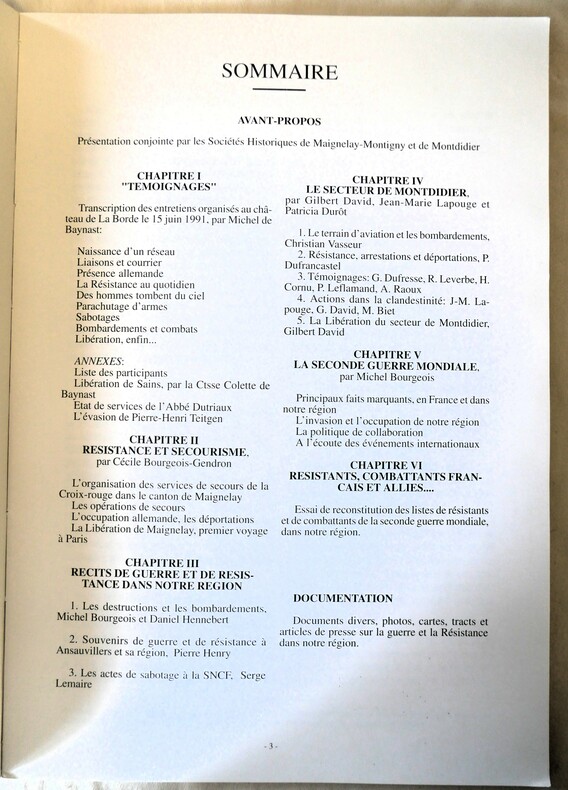 SOMMAIRE
AVANT-PROPOS
Présentation conjointe par les Sociétés Historiques de Maignelay-Montigny et de Montdidier
CHAPITRE I
"TEMOIGNAGES"
Transcription des entretiens organisés au châ-
teau de La Borde le 15 juin 1991, par Michel de
Baynast:
Naissance d'un réseau
Liaisons et courrier
Présence allemande
La Résistance au quotidien
Des hommes tombent du ciel
Parachutage d'armes
Sabotages
Bombardements et combats
Libération, enfin...
ANNEXES:
Liste des participants
Libération de Sains, par la Ctsse Colette de
Baynast
Etat de services de l'Abbé Dutriaux
L'évasion de Pierre-Henri Teitgen
CHAPITRE II
RESISTANCE ET SECOURISME,
par Cécile Bourgeois-Gendron
L'organisation des services de secours de la
Croix-rouge dans le canton de Maignelay
Les opérations de secours
L'occupation allemande, les déportations
La Libération de Maignelay, premier voyage
à Paris
CHAPITRE III
RECITS DE GUERRE ET DE RESIS-
TANCE DANS NOTRE REGION
1. Les destructions et les bombardements,
Michel Bourgeois et Daniel Hennebert
2. Souvenirs de guerre et de résistance à
Ansauvillers et sa région, Pierre Henry
3. Les actes de sabotage à la SNCF, Serge
Lemaire
CHAPITRE IV
LE SECTEUR DE MONTDIDIER,
par Gilbert David, Jean-Marie Lapouge et
Patricia Durôt
1. Le terrain d'aviation et les bombardements,
Christian Vasseur
2. Résistance, arrestations et déportations, P.
Dufrancastel
3. Témoignages: G. Dufresse, R. Leverbe, H.
Cornu, P. Leflamand, A. Raoux
4. Actions dans la clandestinité: J-M. La-
pouge, G. David, M. Biet
5. La Libération du secteur de Montdidier,
Gilbert David
CHAPITRE V
LA SECONDE GUERRE MONDIALE,
par Michel Bourgeois
Principaux faits marquants, en France et dans
notre région
L'invasion et l'occupation de notre région
La politique de collaboration
A l'écoute des événements internationaux
CHAPITRE VI
RESISTANTS, COMBATTANTS FRAN-
CAIS ET ALLIES....
Essai de reconstitution des listes de résistants
et de combattants de la seconde guerre mondiale,
dans notre région.
DOCUMENTATION
Documents divers, photos, cartes, tracts et
articles de presse sur la guerre et la Résistance
dans notre région.
- 3 -